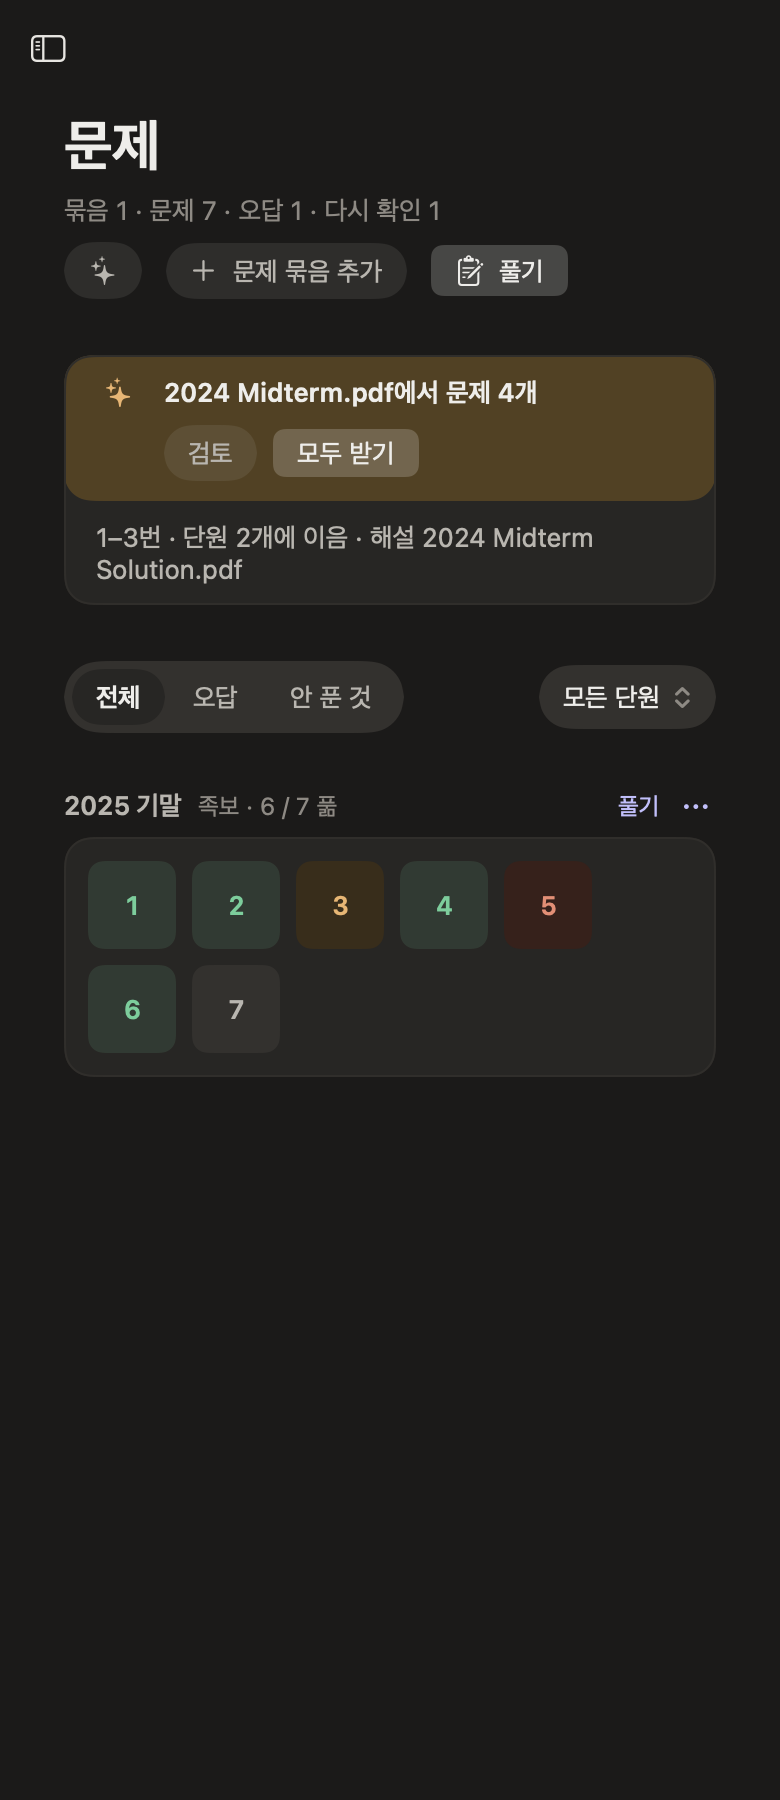 문제
묶음 1 · 문제 7 · 오답 1 · 다시 확인 1
문제 묶음 추가
풀기
2024 Midterm.pdf에서 문제 4개
검토
모두 받기
1–3번 · 단원 2개에 이음 · 해설 2024 Midterm
Solution.pdf
전체
오답
안 푼 것
모든 단원
2025 기말 족보 · 6 / 7 풂
풀기
1
2
3
4
5
6
7